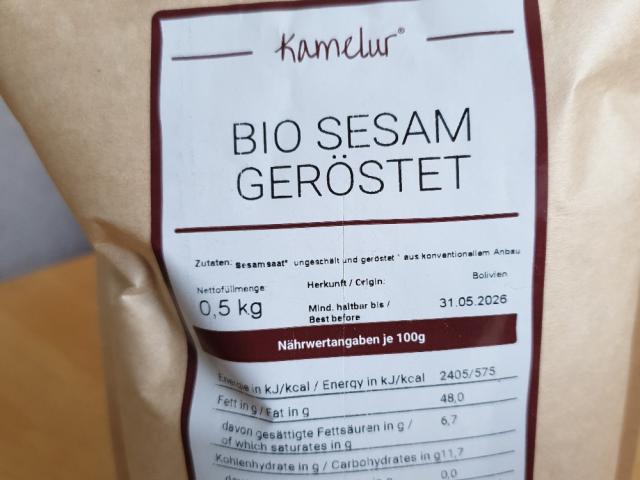 Kamelur®
BIO SESAM
GERÖSTET
Zutaten: Sesamsaat* ungeschält und geröstet * aus konventionellem Anbau
Nettofüllmenge:
0,5 kg
Herkunft / Origin:
Bolivien
Mind. haltbar bis /
Best before
31.05.2026
Nährwertangaben je 100g
Energie in kJ/kcal / Energy in kJ/kcal 2405/575
Fett in g / Fat in g 48,0
davon gesättigte Fettsäuren in g /
of which saturates in g 6,7
Kohlenhydrate in g / Carbohydrates in g 11,7
0,0